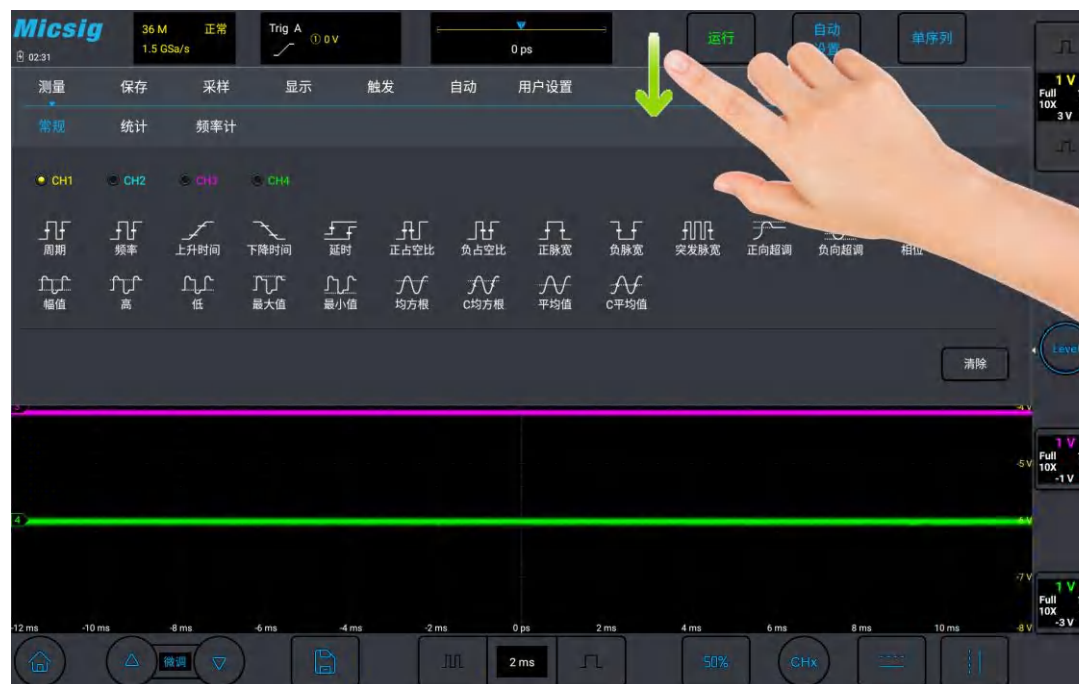 Micsig
02:31
36 M 正常
1.5 GSa/s
Trig A
① 0 V
0 ps
运行
自动
单序列
测量 保存 采样 显示 触发 自动 用户设置
常规 统计 频率计
CH1 CH2 CH3 CH4
周期 频率 上升时间 下降时间 延时 正占空比 负占空比 正脉宽 负脉宽 突发脉宽 正向超调 负向超调 相位
幅值 高 低 最大值 最小值 均方根 C均方根 平均值 C平均值
清除
1 V
Full
10X
3 V
Level
3
-4 V
-5 V
4
-6 V
-7 V
-8 V
1 V
Full
10X
-1 V
1 V
Full
10X
-3 V
-12 ms -10 ms -8 ms -6 ms -4 ms -2 ms 0 ps 2 ms 4 ms 6 ms 8 ms 10 ms
微调
2 ms
50%
CHx